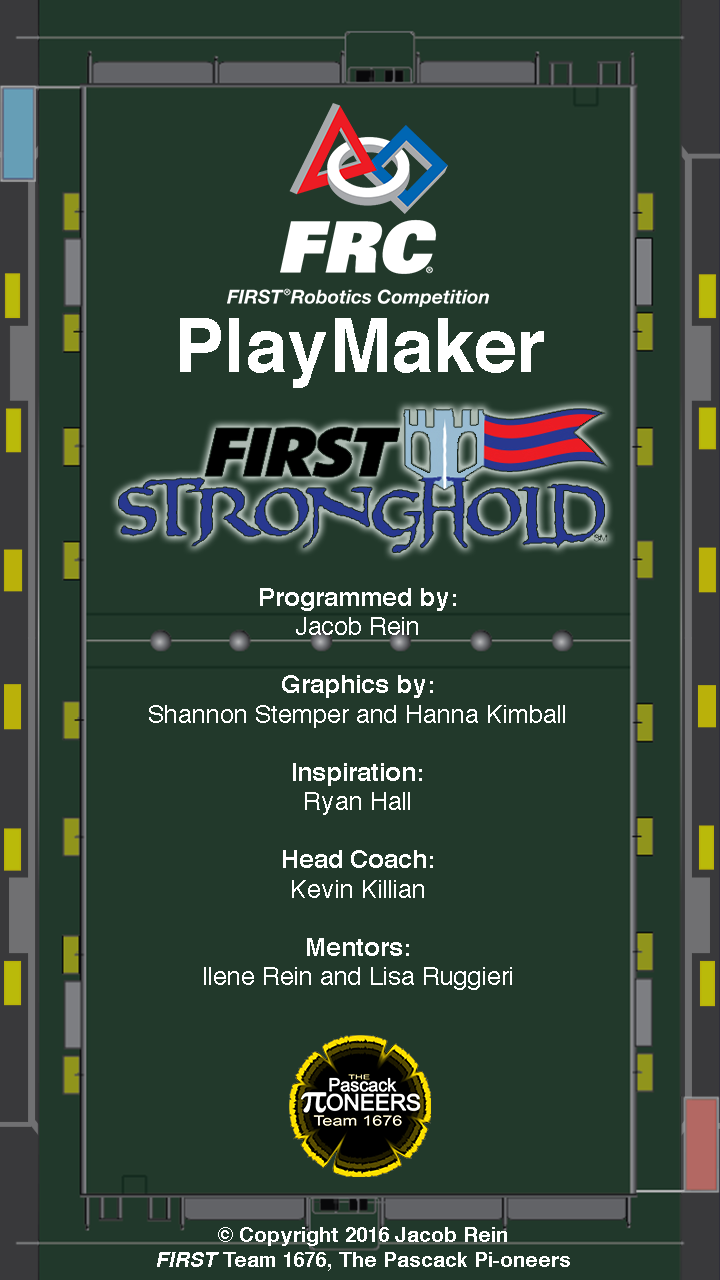 FRC®
FIRST® Robotics Competition
PlayMaker
FIRST
STRONGHOLD℠
Programmed by:
Jacob Rein
Graphics by:
Shannon Stemper and Hanna Kimball
Inspiration:
Ryan Hall
Head Coach:
Kevin Killian
Mentors:
Ilene Rein and Lisa Ruggieri
THE
Pascack
πONEERS
Team 1676
© Copyright 2016 Jacob Rein
FIRST Team 1676, The Pascack Pi-oneers